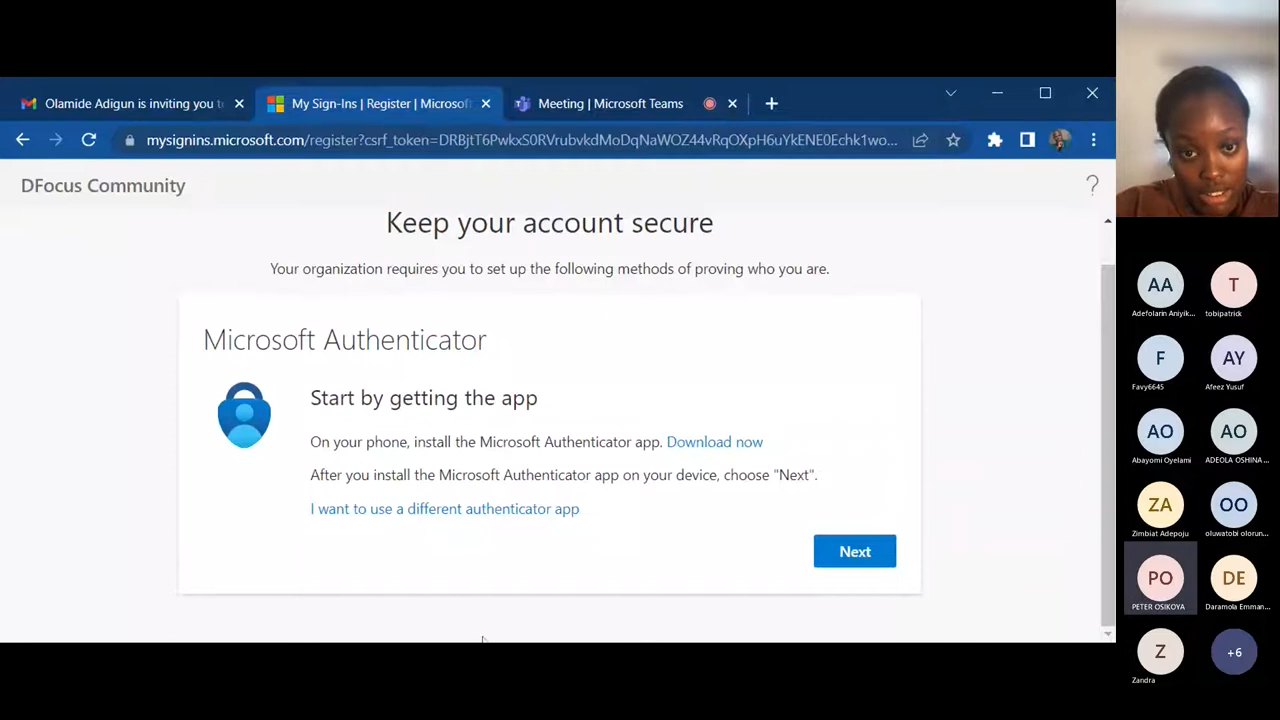 Olamide Adigun is inviting you t
My Sign-Ins | Register | Microsof
Meeting | Microsoft Teams
mysignins.microsoft.com/register?csrf_token=DRBjtT6PwkxS0RVrubvkdMoDqNaWOZ44vRqOXpH6uYkENE0Echk1wo...
DFocus Community
?
Keep your account secure
Your organization requires you to set up the following methods of proving who you are.
Microsoft Authenticator
Start by getting the app
On your phone, install the Microsoft Authenticator app. Download now
After you install the Microsoft Authenticator app on your device, choose "Next".
I want to use a different authenticator app
Next
AA
Adefolarin Aniyik...
T
tobipatrick
F
Favy6645
AY
Afeez Yusuf
AO
Abayomi Oyelami
AO
ADEOLA OSHINA ...
ZA
Zimbiat Adepoju
OO
oluwatobi olorun...
PO
PETER OSIKOYA
DE
Daramola Emman...
Z
Zandra
+6